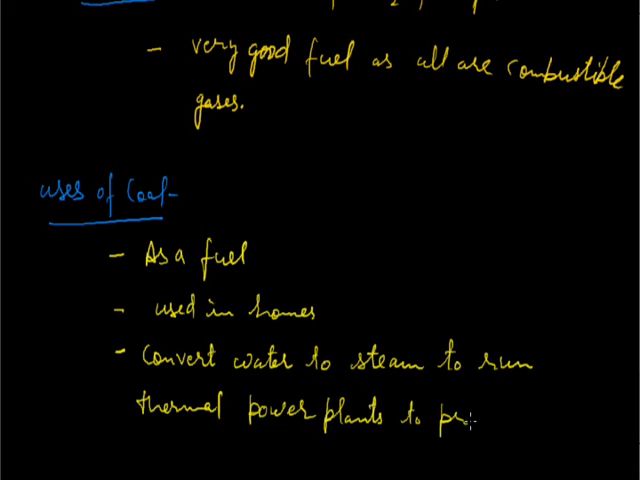 - very good fuel as all are combustible
gases.
uses of Coal-
- As a fuel
- used in homes
- Convert water to steam to run
thermal power plants to pr